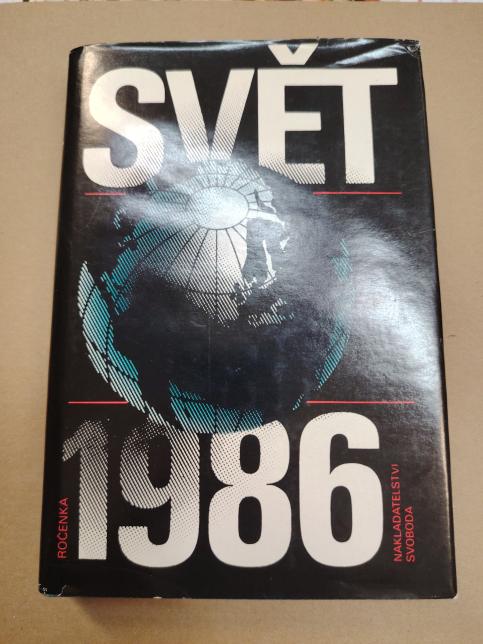 SVĚT
1986
ROČENKA
NAKLADATELSTVÍ
SVOBODA